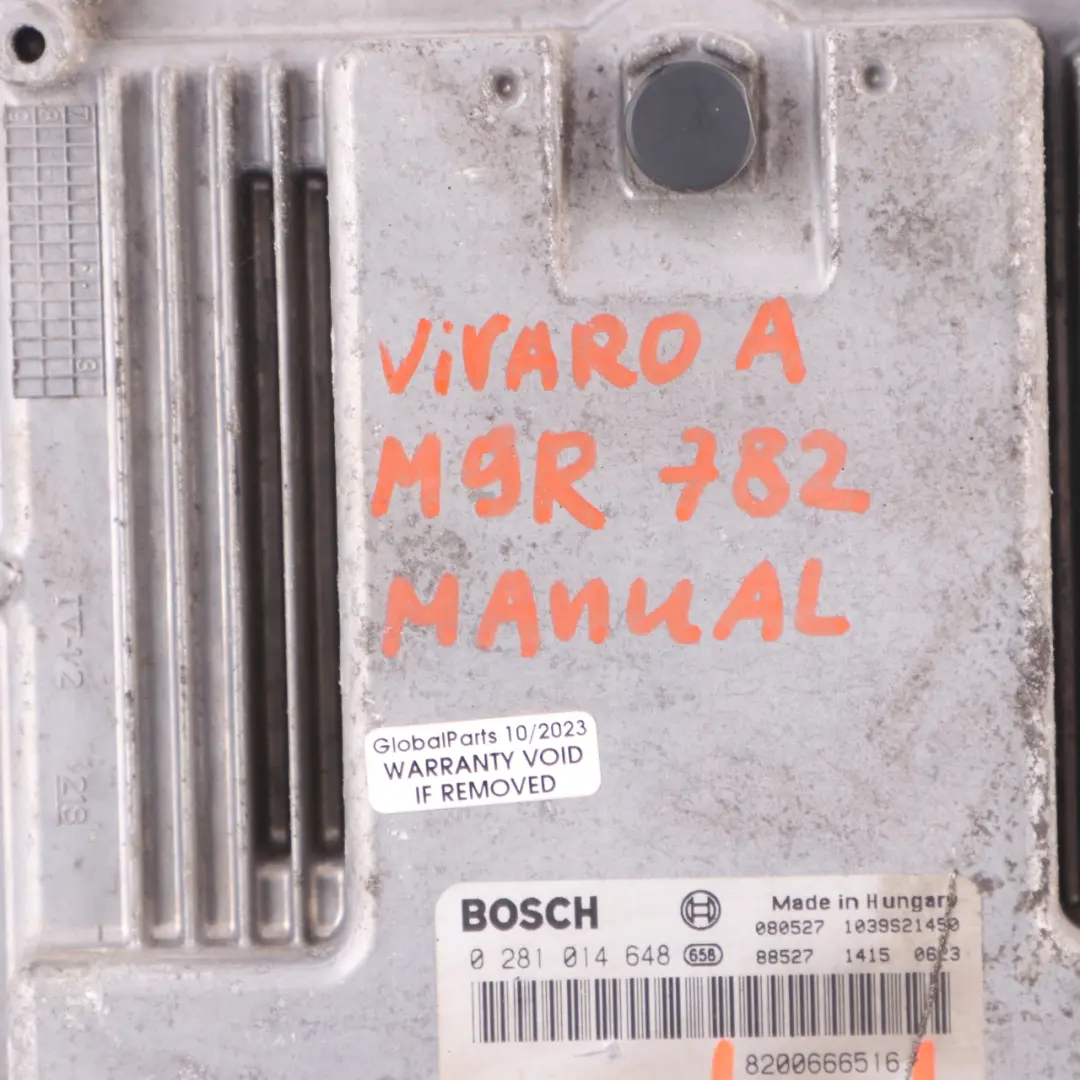 ViVARO A
M9R 782
MANUAL
GlobalParts 10/2023
WARRANTY VOID
IF REMOVED
BOSCH Made in Hungary
080527 1039S21450
0 281 014 648 658 88527 1415 0623
8200666516